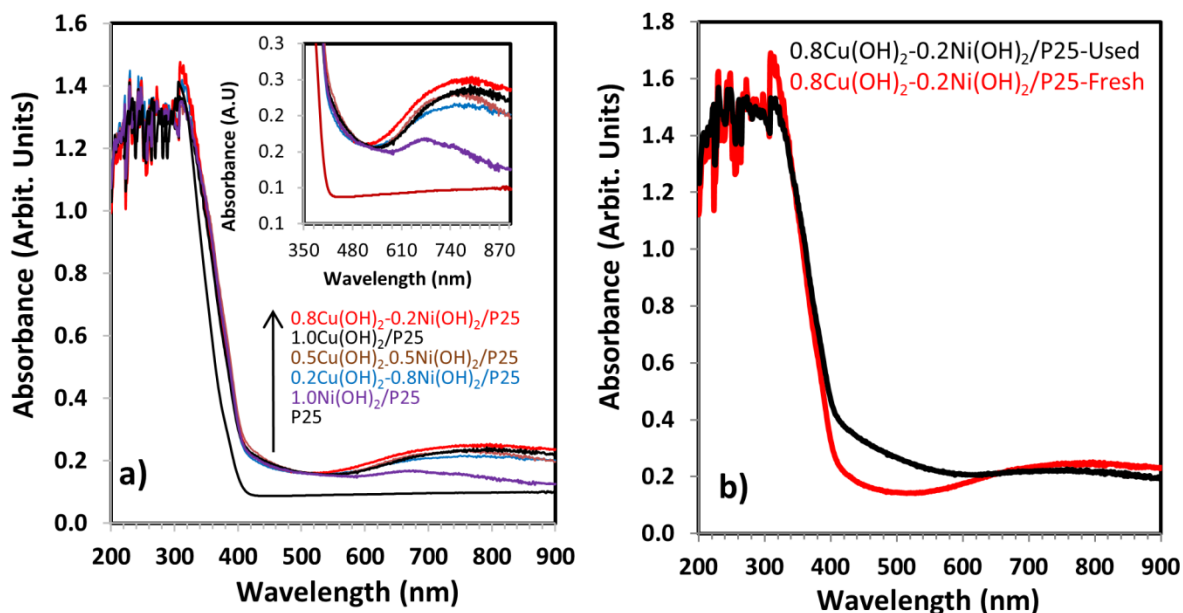 Absorbance (Arbit. Units)
1.6
1.4
1.2
1.0
0.8
0.6
0.4
0.2
0.0
200 300 400 500 600 700 800 900
Wavelength (nm)
a)
Absorbance (A.U)
0.3
0.3
0.2
0.2
0.1
0.1
350 480 610 740 870
Wavelength (nm)
0.8Cu(OH)₂-0.2Ni(OH)₂/P25
1.0Cu(OH)₂/P25
0.5Cu(OH)₂-0.5Ni(OH)₂/P25
0.2Cu(OH)₂-0.8Ni(OH)₂/P25
1.0Ni(OH)₂/P25
P25
Absorbance (Arbit. Units)
1.8
1.6
1.4
1.2
1.0
0.8
0.6
0.4
0.2
0.0
200 300 400 500 600 700 800 900
Wavelength (nm)
b)
0.8Cu(OH)₂-0.2Ni(OH)₂/P25-Used
0.8Cu(OH)₂-0.2Ni(OH)₂/P25-Fresh